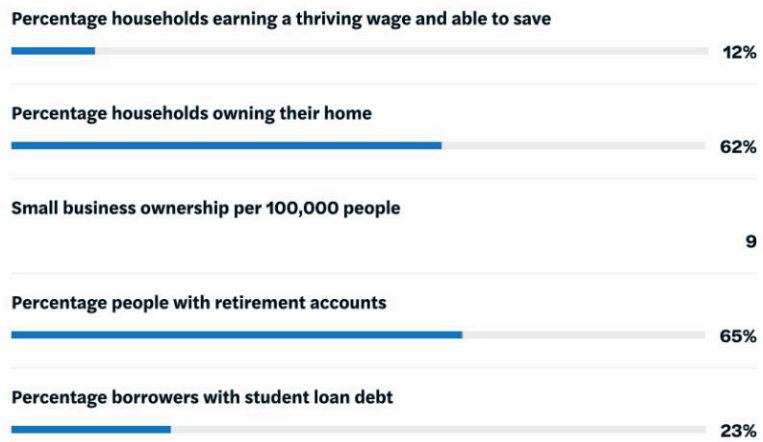 Percentage households earning a thriving wage and able to save
12%
Percentage households owning their home
62%
Small business ownership per 100,000 people
9
Percentage people with retirement accounts
65%
Percentage borrowers with student loan debt
23%